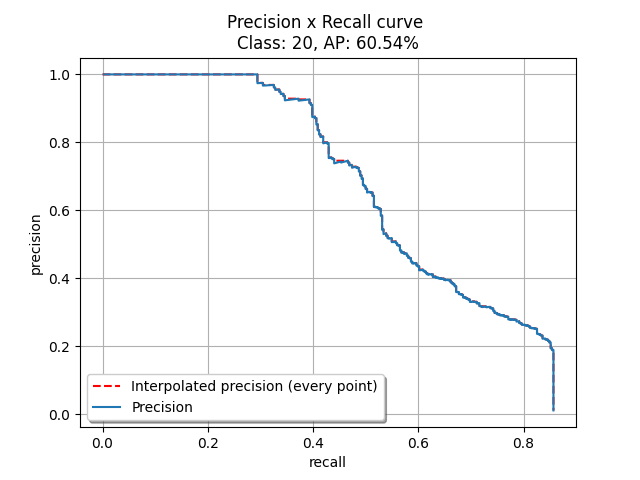 Precision x Recall curve
Class: 20, AP: 60.54%
precision
1.0
0.8
0.6
0.4
0.2
0.0
Interpolated precision (every point)
Precision
0.0 0.2 0.4 0.6 0.8
recall